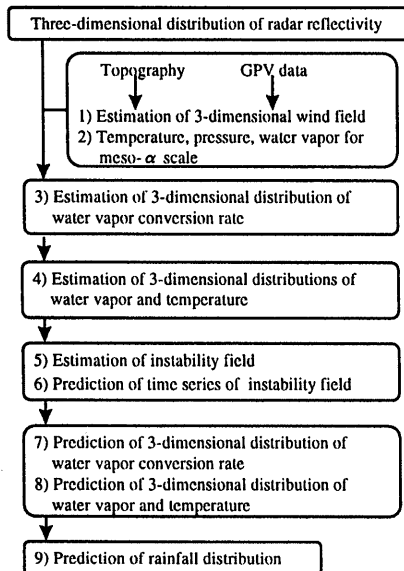 Three-dimensional distribution of radar reflectivity
Topography GPV data
1) Estimation of 3-dimensional wind field
2) Temperature, pressure, water vapor for
meso- α scale
3) Estimation of 3-dimensional distribution of
water vapor conversion rate
4) Estimation of 3-dimensional distributions of
water vapor and temperature
5) Estimation of instability field
6) Prediction of time series of instability field
7) Prediction of 3-dimensional distribution of
water vapor conversion rate
8) Prediction of 3-dimensional distribution of
water vapor and temperature
9) Prediction of rainfall distribution